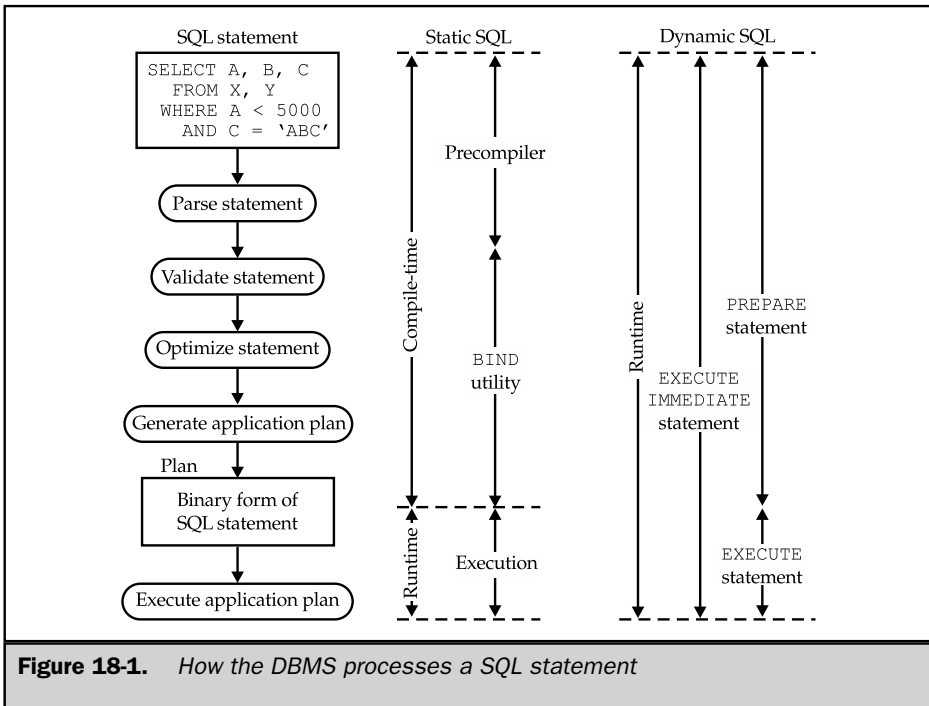 SQL statement
SELECT A, B, C
FROM X, Y
WHERE A < 5000
AND C = ‘ABC’
Parse statement
Validate statement
Optimize statement
Generate application plan
Plan
Binary form of
SQL statement
Execute application plan
Static SQL
Compile-time
Runtime
Precompiler
BIND
utility
Execution
Dynamic SQL
Runtime
EXECUTE
IMMEDIATE
statement
PREPARE
statement
EXECUTE
statement
Figure 18-1. How the DBMS processes a SQL statement